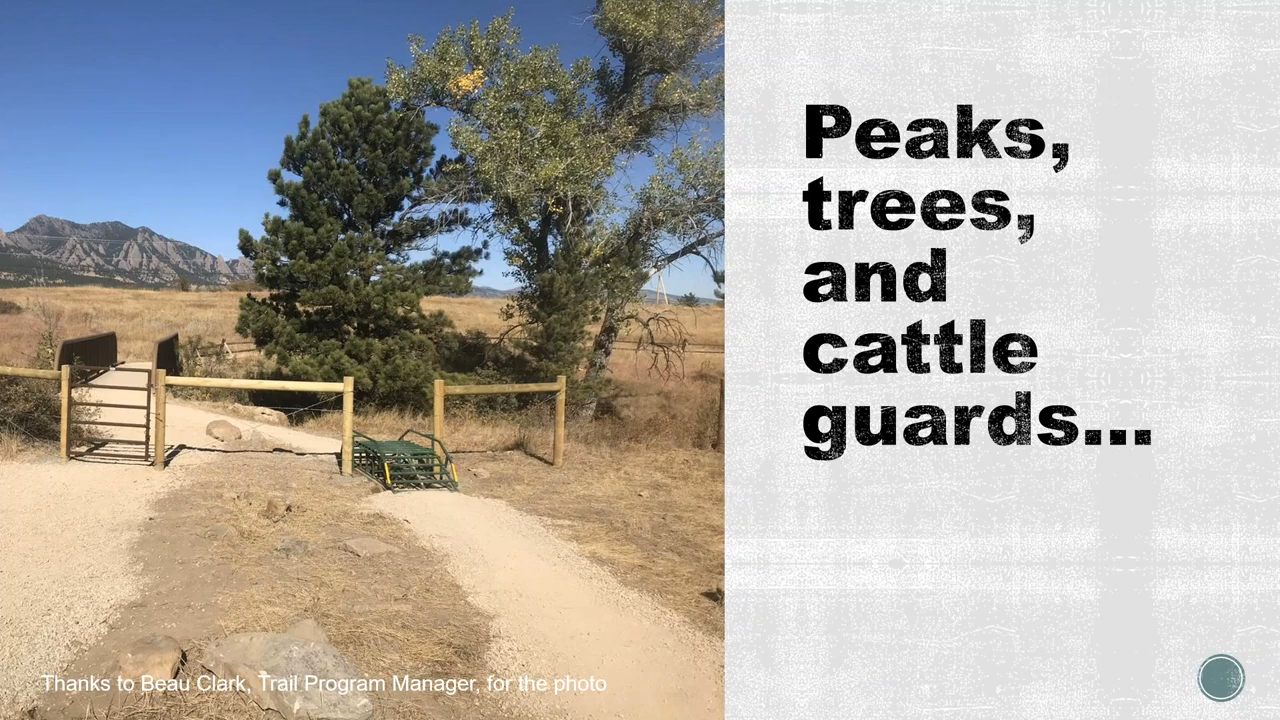 Peaks,
trees,
and
cattle
guards...
Thanks to Beau Clark, Trail Program Manager, for the photo